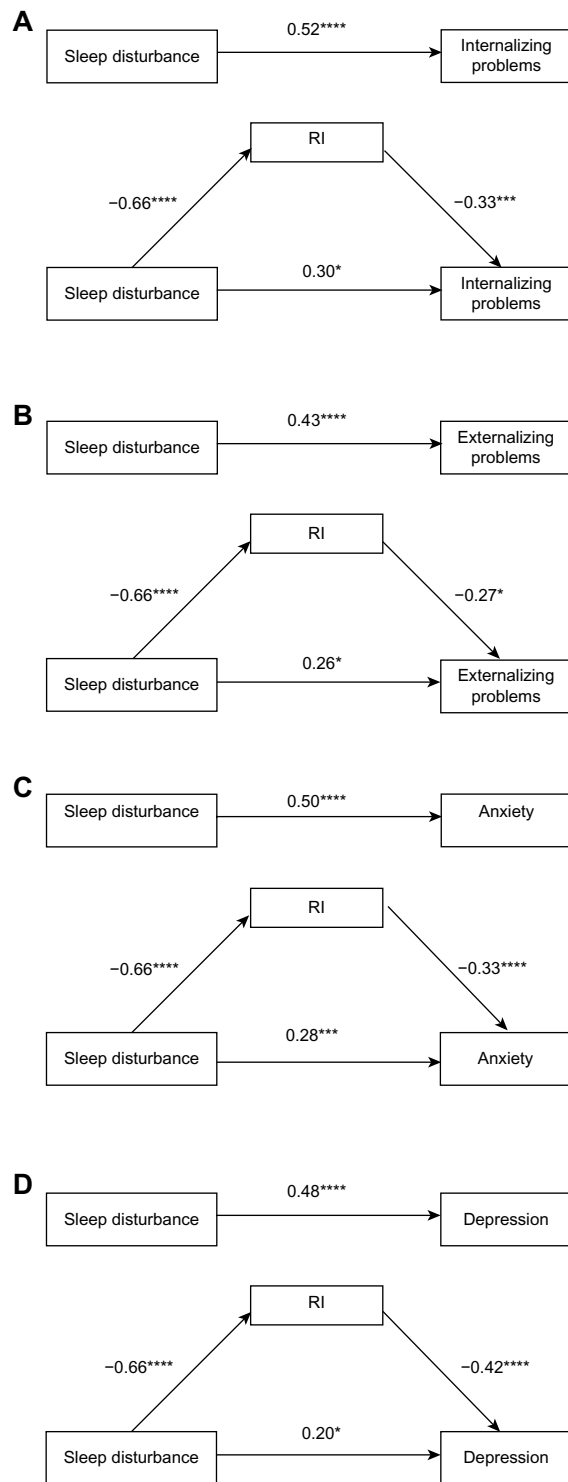 A
0.52****
Sleep disturbance
Internalizing
problems
RI
−0.66****
−0.33***
0.30*
Sleep disturbance
Internalizing
problems
B
0.43****
Sleep disturbance
Externalizing
problems
RI
−0.66****
−0.27*
0.26*
Sleep disturbance
Externalizing
problems
C
0.50****
Sleep disturbance
Anxiety
RI
−0.66****
−0.33****
0.28***
Sleep disturbance
Anxiety
D
0.48****
Sleep disturbance
Depression
RI
−0.66****
−0.42****
0.20*
Sleep disturbance
Depression